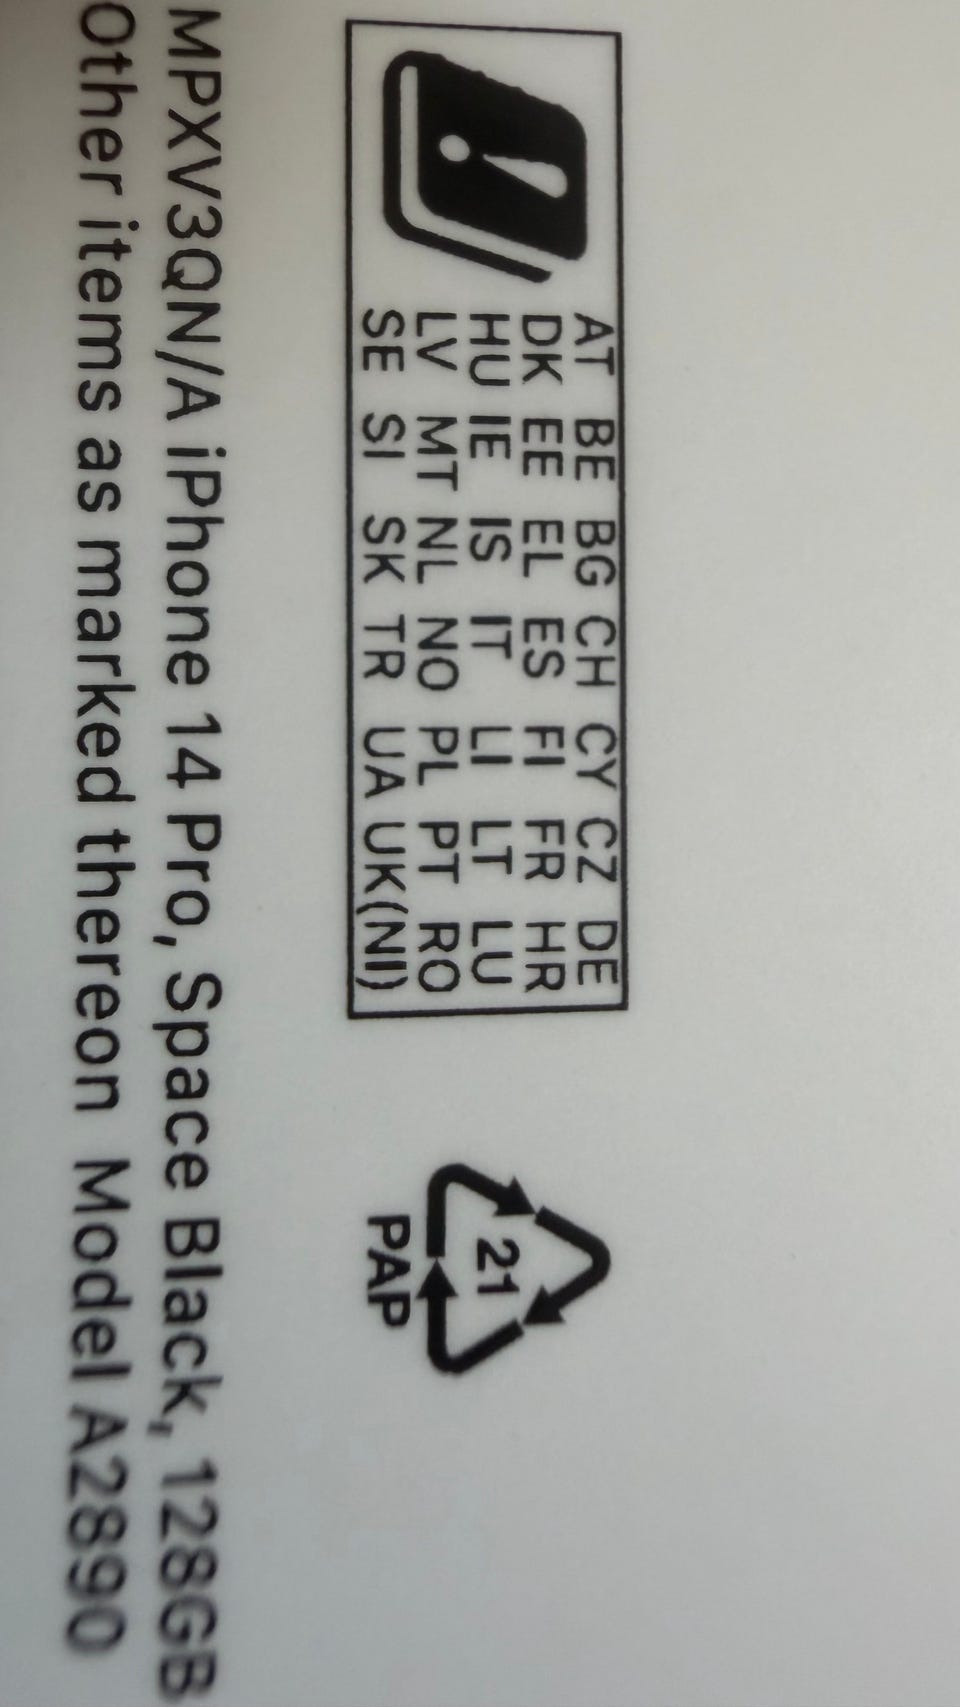 AT BE BG CH CY CZ DE
DK EE EL ES FI FR HR
HU IE IS IT LI LT LU
LV MT NL NO PL PT RO
SE SI SK TR UA UK(NI)
21
PAP
MPXV3QN/A iPhone 14 Pro, Space Black, 128GB
Other items as marked thereon Model A2890